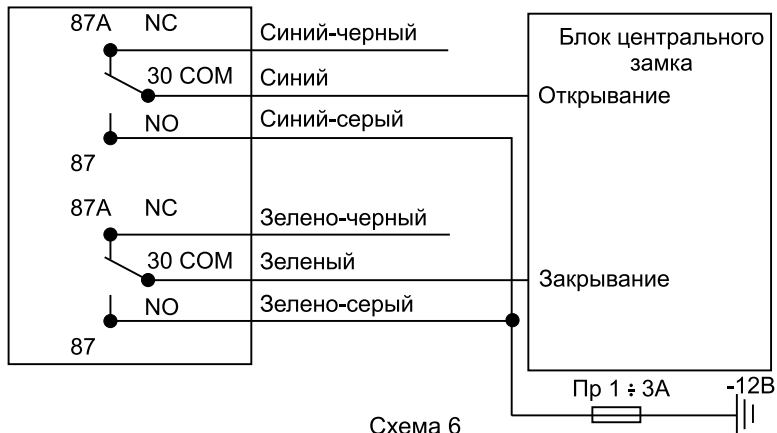 87A NC
Синий-черный
30 COM
Синий
NO
Синий-серый
87
87A NC
Зелено-черный
30 COM
Зеленый
NO
Зелено-серый
87
Блок центрального
замка
Открывание
Закрывание
Пр 1 ÷ 3А
-12В
Схема 6